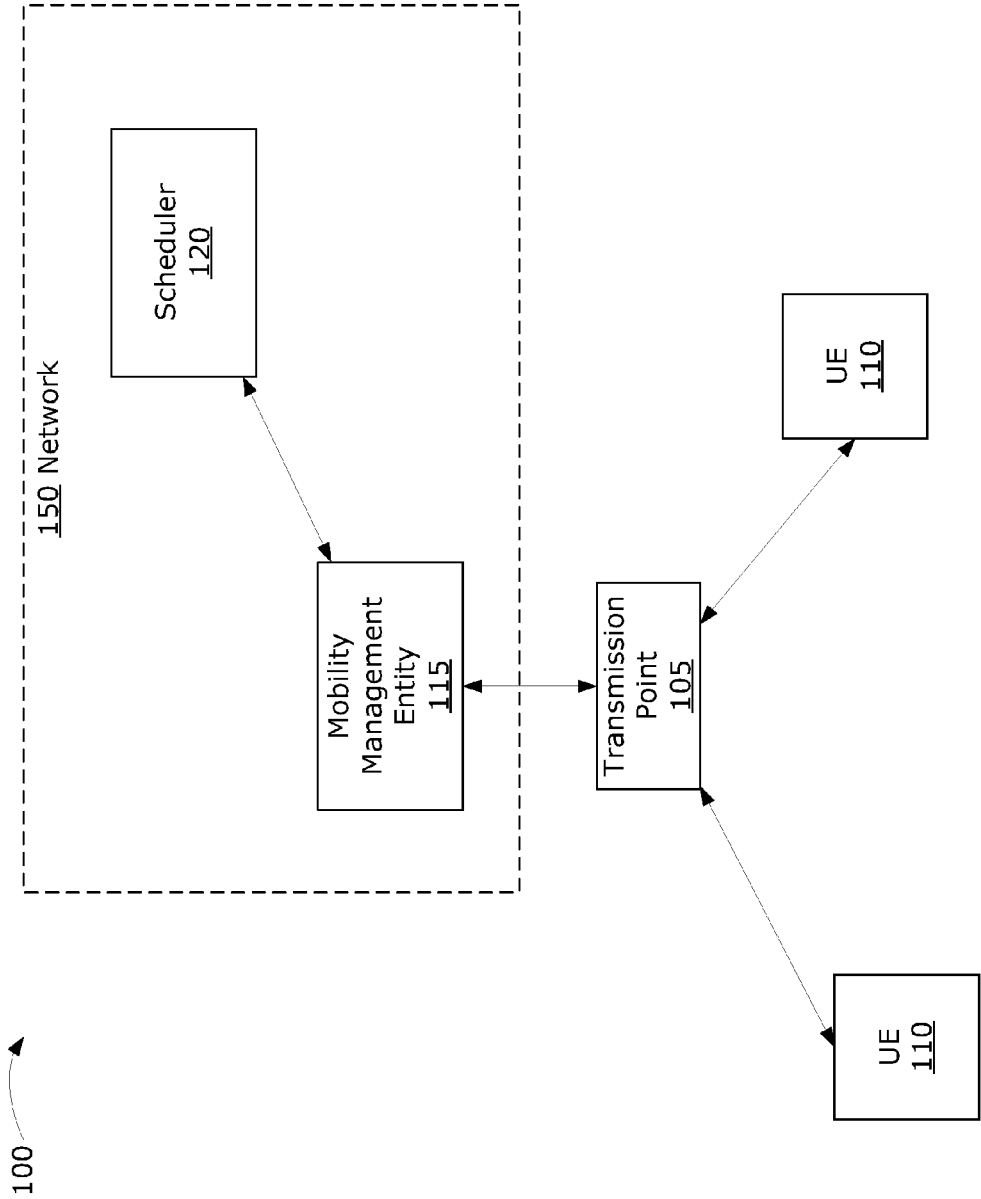 100
150 Network
Scheduler
120
Mobility
Management
Entity
115
Transmission
Point
105
UE
110
UE
110